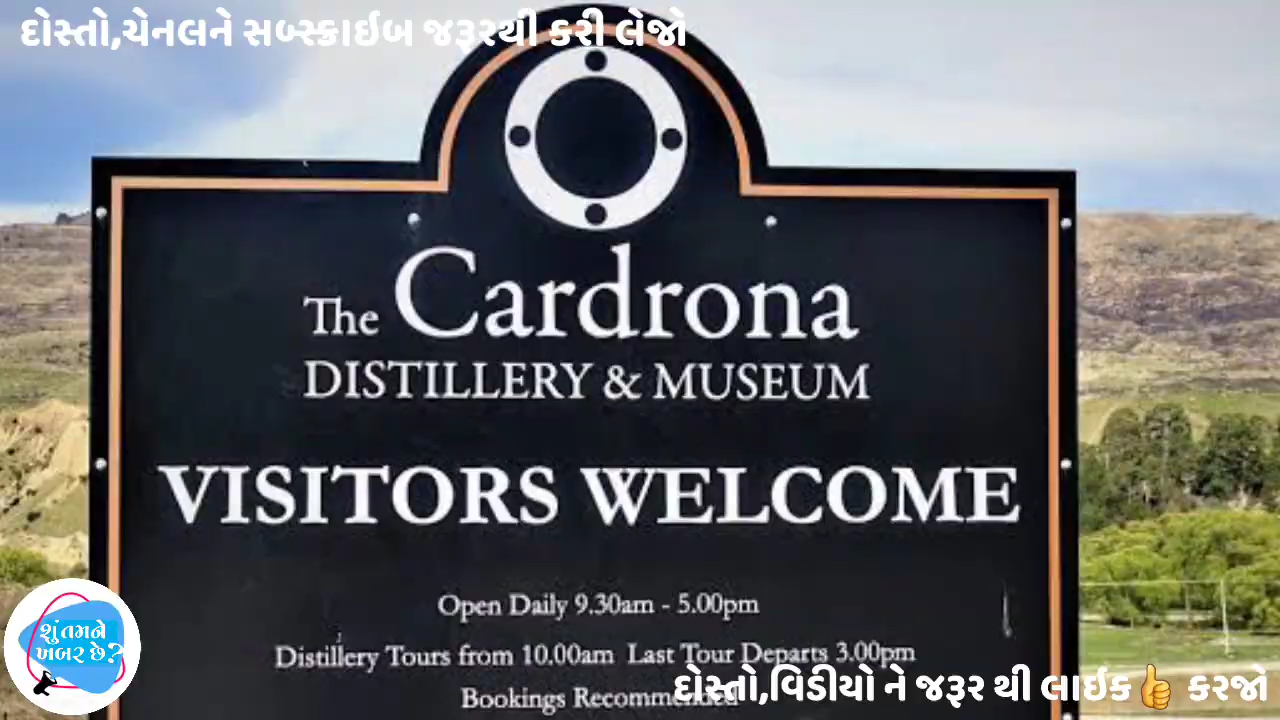 દોસ્તો,ચેનલને સબ્સ્ક્રાઇબ જરૂરથી કરી લેજો
The Cardrona
DISTILLERY & MUSEUM
VISITORS WELCOME
Open Daily 9.30am - 5.00pm
Distillery Tours from 10.00am Last Tour Departs 3.00pm
Bookings Recommended
દોસ્તો,વિડીયો ને જરૂર થી લાઈક👍 કરજો
શું તમને
ખબર છે?